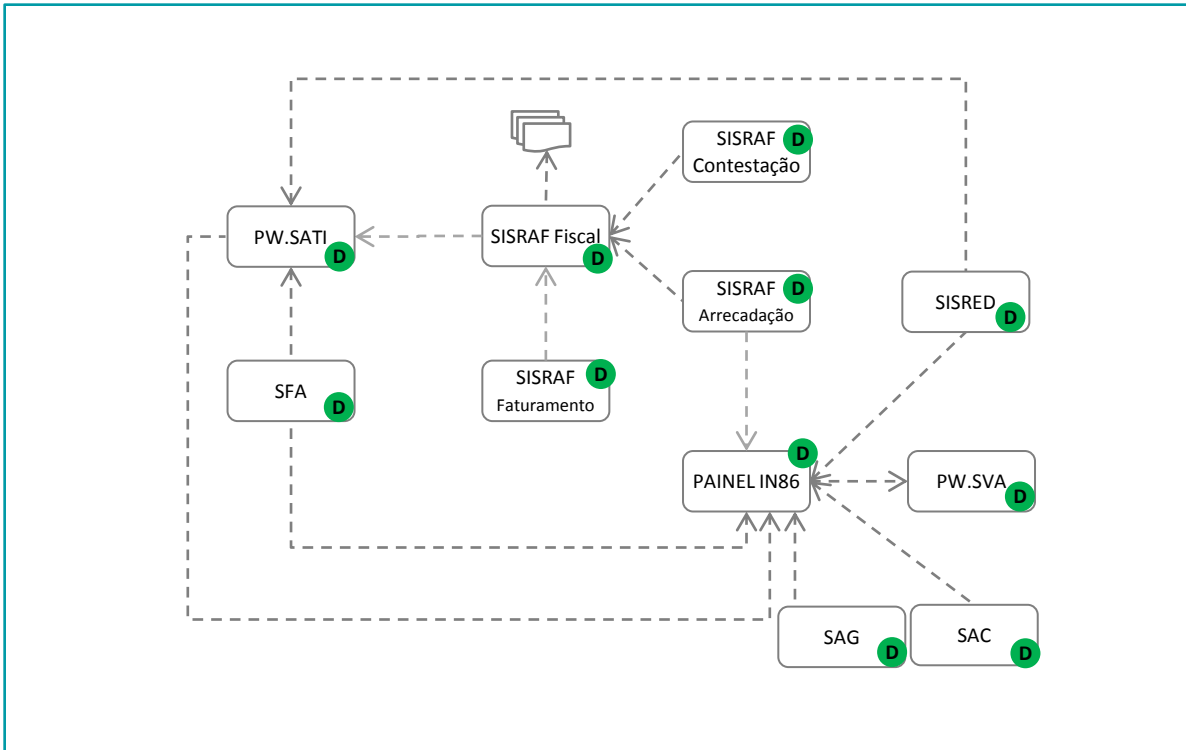 SISRAF D
Contestação
PW.SATI
D
SISRAF Fiscal
D
SISRAF D
Arrecadação
SISRED
D
SFA
D
SISRAF D
Faturamento
D
PAINEL IN86
PW.SVA
D
SAG
D
SAC
D